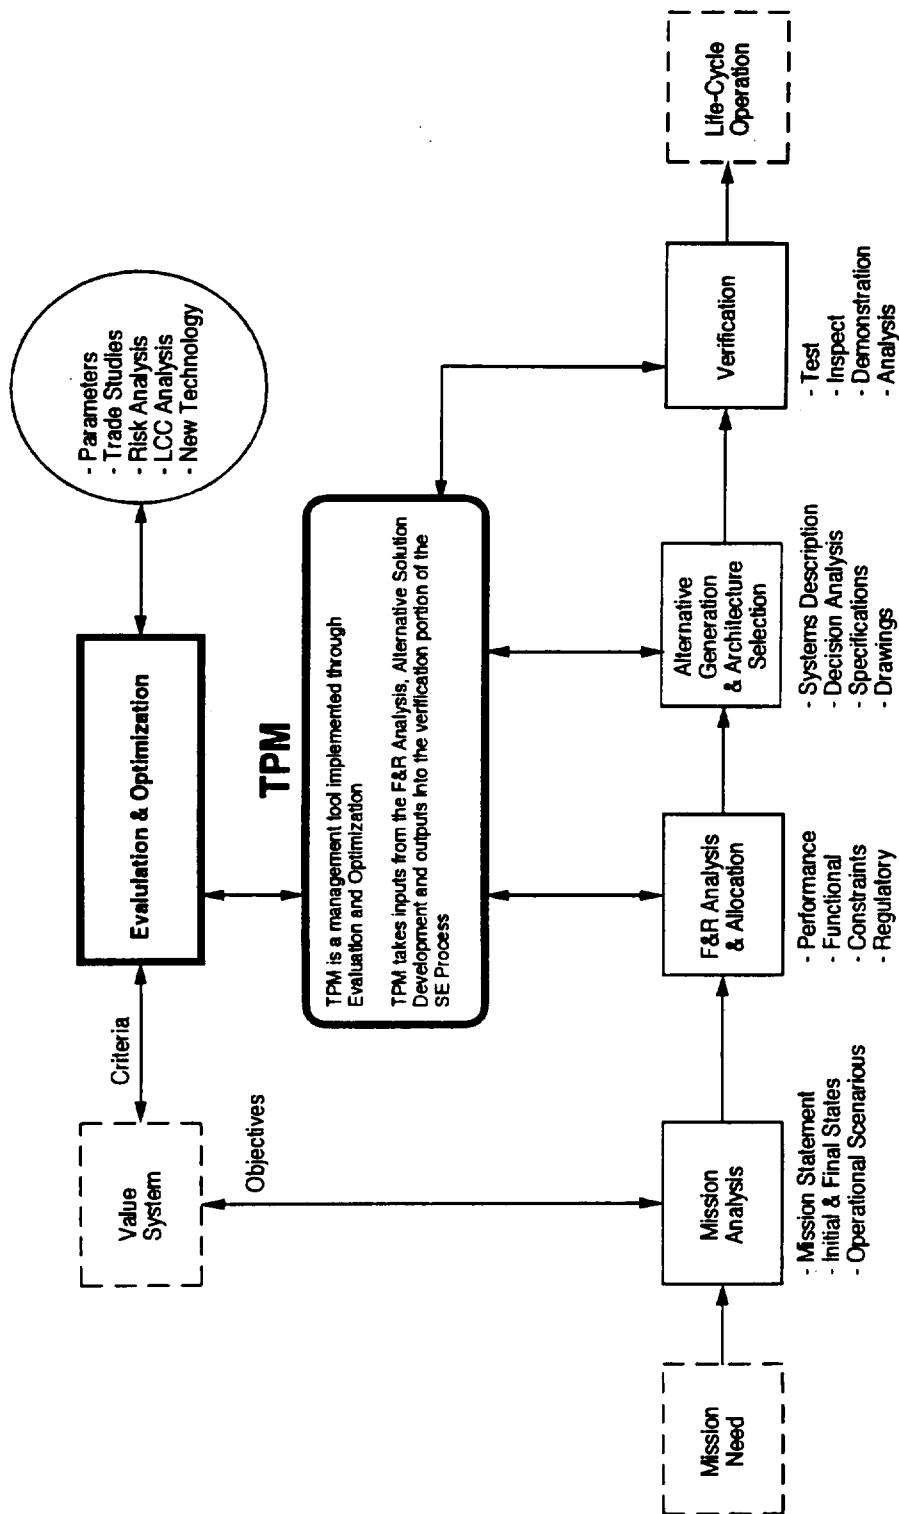 Value
System
Criteria
Evalulation & Optimization
- Parameters
- Trade Studies
- Risk Analysis
- LCC Analysis
- New Technology
Objectives
TPM
TPM is a management tool implemented through
Evaluation and Optimization
TPM takes inputs from the F&R Analysis, Alternative Solution
Development and outputs into the verification portion of the
SE Process
Mission
Need
Mission
Analysis
- Mission Statement
- Initial & Final States
- Operational Scenarious
F&R Analysis
& Allocation
- Performance
- Functional
- Constraints
- Regulatory
Alternative
Generation
& Architecture
Selection
- Systems Description
- Decision Analysis
- Specifications
- Drawings
Verification
- Test
- Inspect
- Demonstration
- Analysis
Life-Cycle
Operation